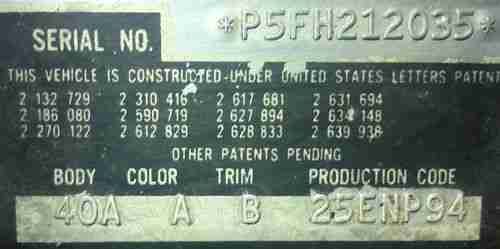 SERIAL NO. *P5FH212035*
THIS VEHICLE IS CONSTRUCTED UNDER UNITED STATES LETTERS PATENT
2 132 729 2 310 416 2 617 681 2 631 694
2 186 080 2 590 719 2 627 894 2 634 148
2 270 122 2 612 829 2 628 833 2 639 938
OTHER PATENTS PENDING
BODY COLOR TRIM PRODUCTION CODE
40A A B 25ENP94